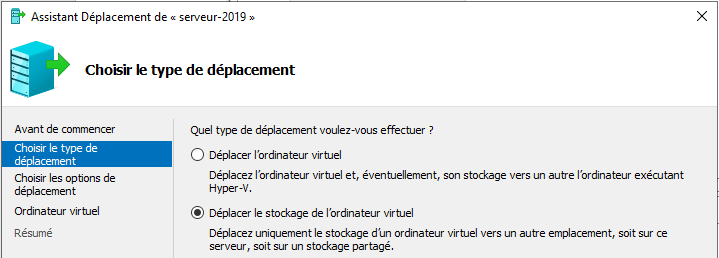 Assistant Déplacement de « serveur-2019 »
Choisir le type de déplacement
Avant de commencer
Choisir le type de
déplacement
Choisir les options de
déplacement
Ordinateur virtuel
Résumé
Quel type de déplacement voulez-vous effectuer ?
Déplacer l'ordinateur virtuel
Déplacez l'ordinateur virtuel et, éventuellement, son stockage vers un autre l'ordinateur exécutant
Hyper-V.
Déplacer le stockage de l'ordinateur virtuel
Déplacez uniquement le stockage d'un ordinateur virtuel vers un autre emplacement, soit sur ce
serveur, soit sur un stockage partagé.